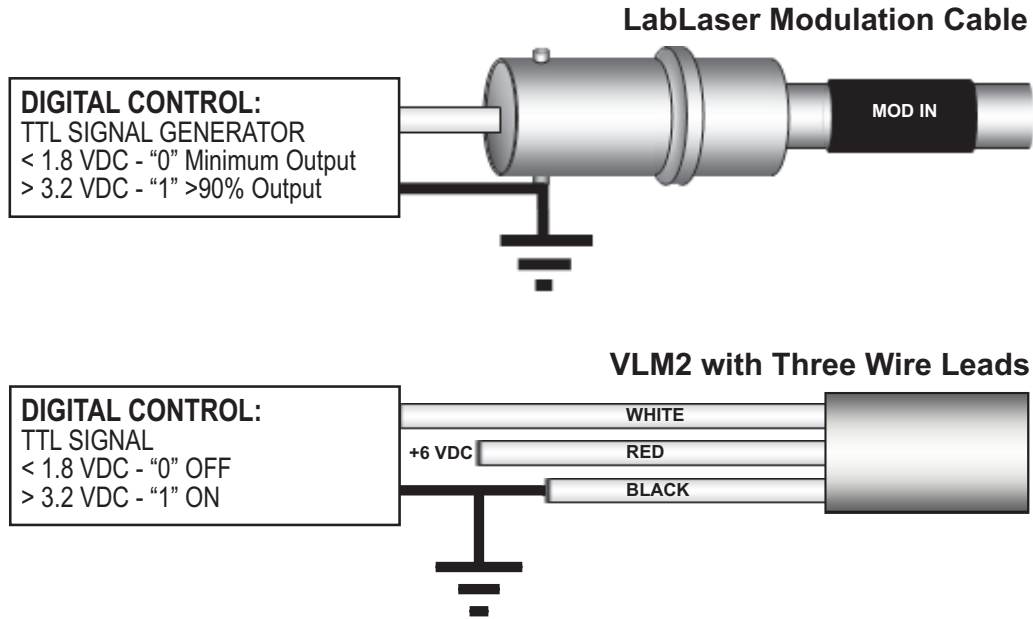 LabLaser Modulation Cable
DIGITAL CONTROL:
TTL SIGNAL GENERATOR
< 1.8 VDC - “0” Minimum Output
> 3.2 VDC - “1” >90% Output
MOD IN
VLM2 with Three Wire Leads
DIGITAL CONTROL:
TTL SIGNAL
< 1.8 VDC - “0” OFF
> 3.2 VDC - “1” ON
WHITE
+6 VDC
RED
BLACK